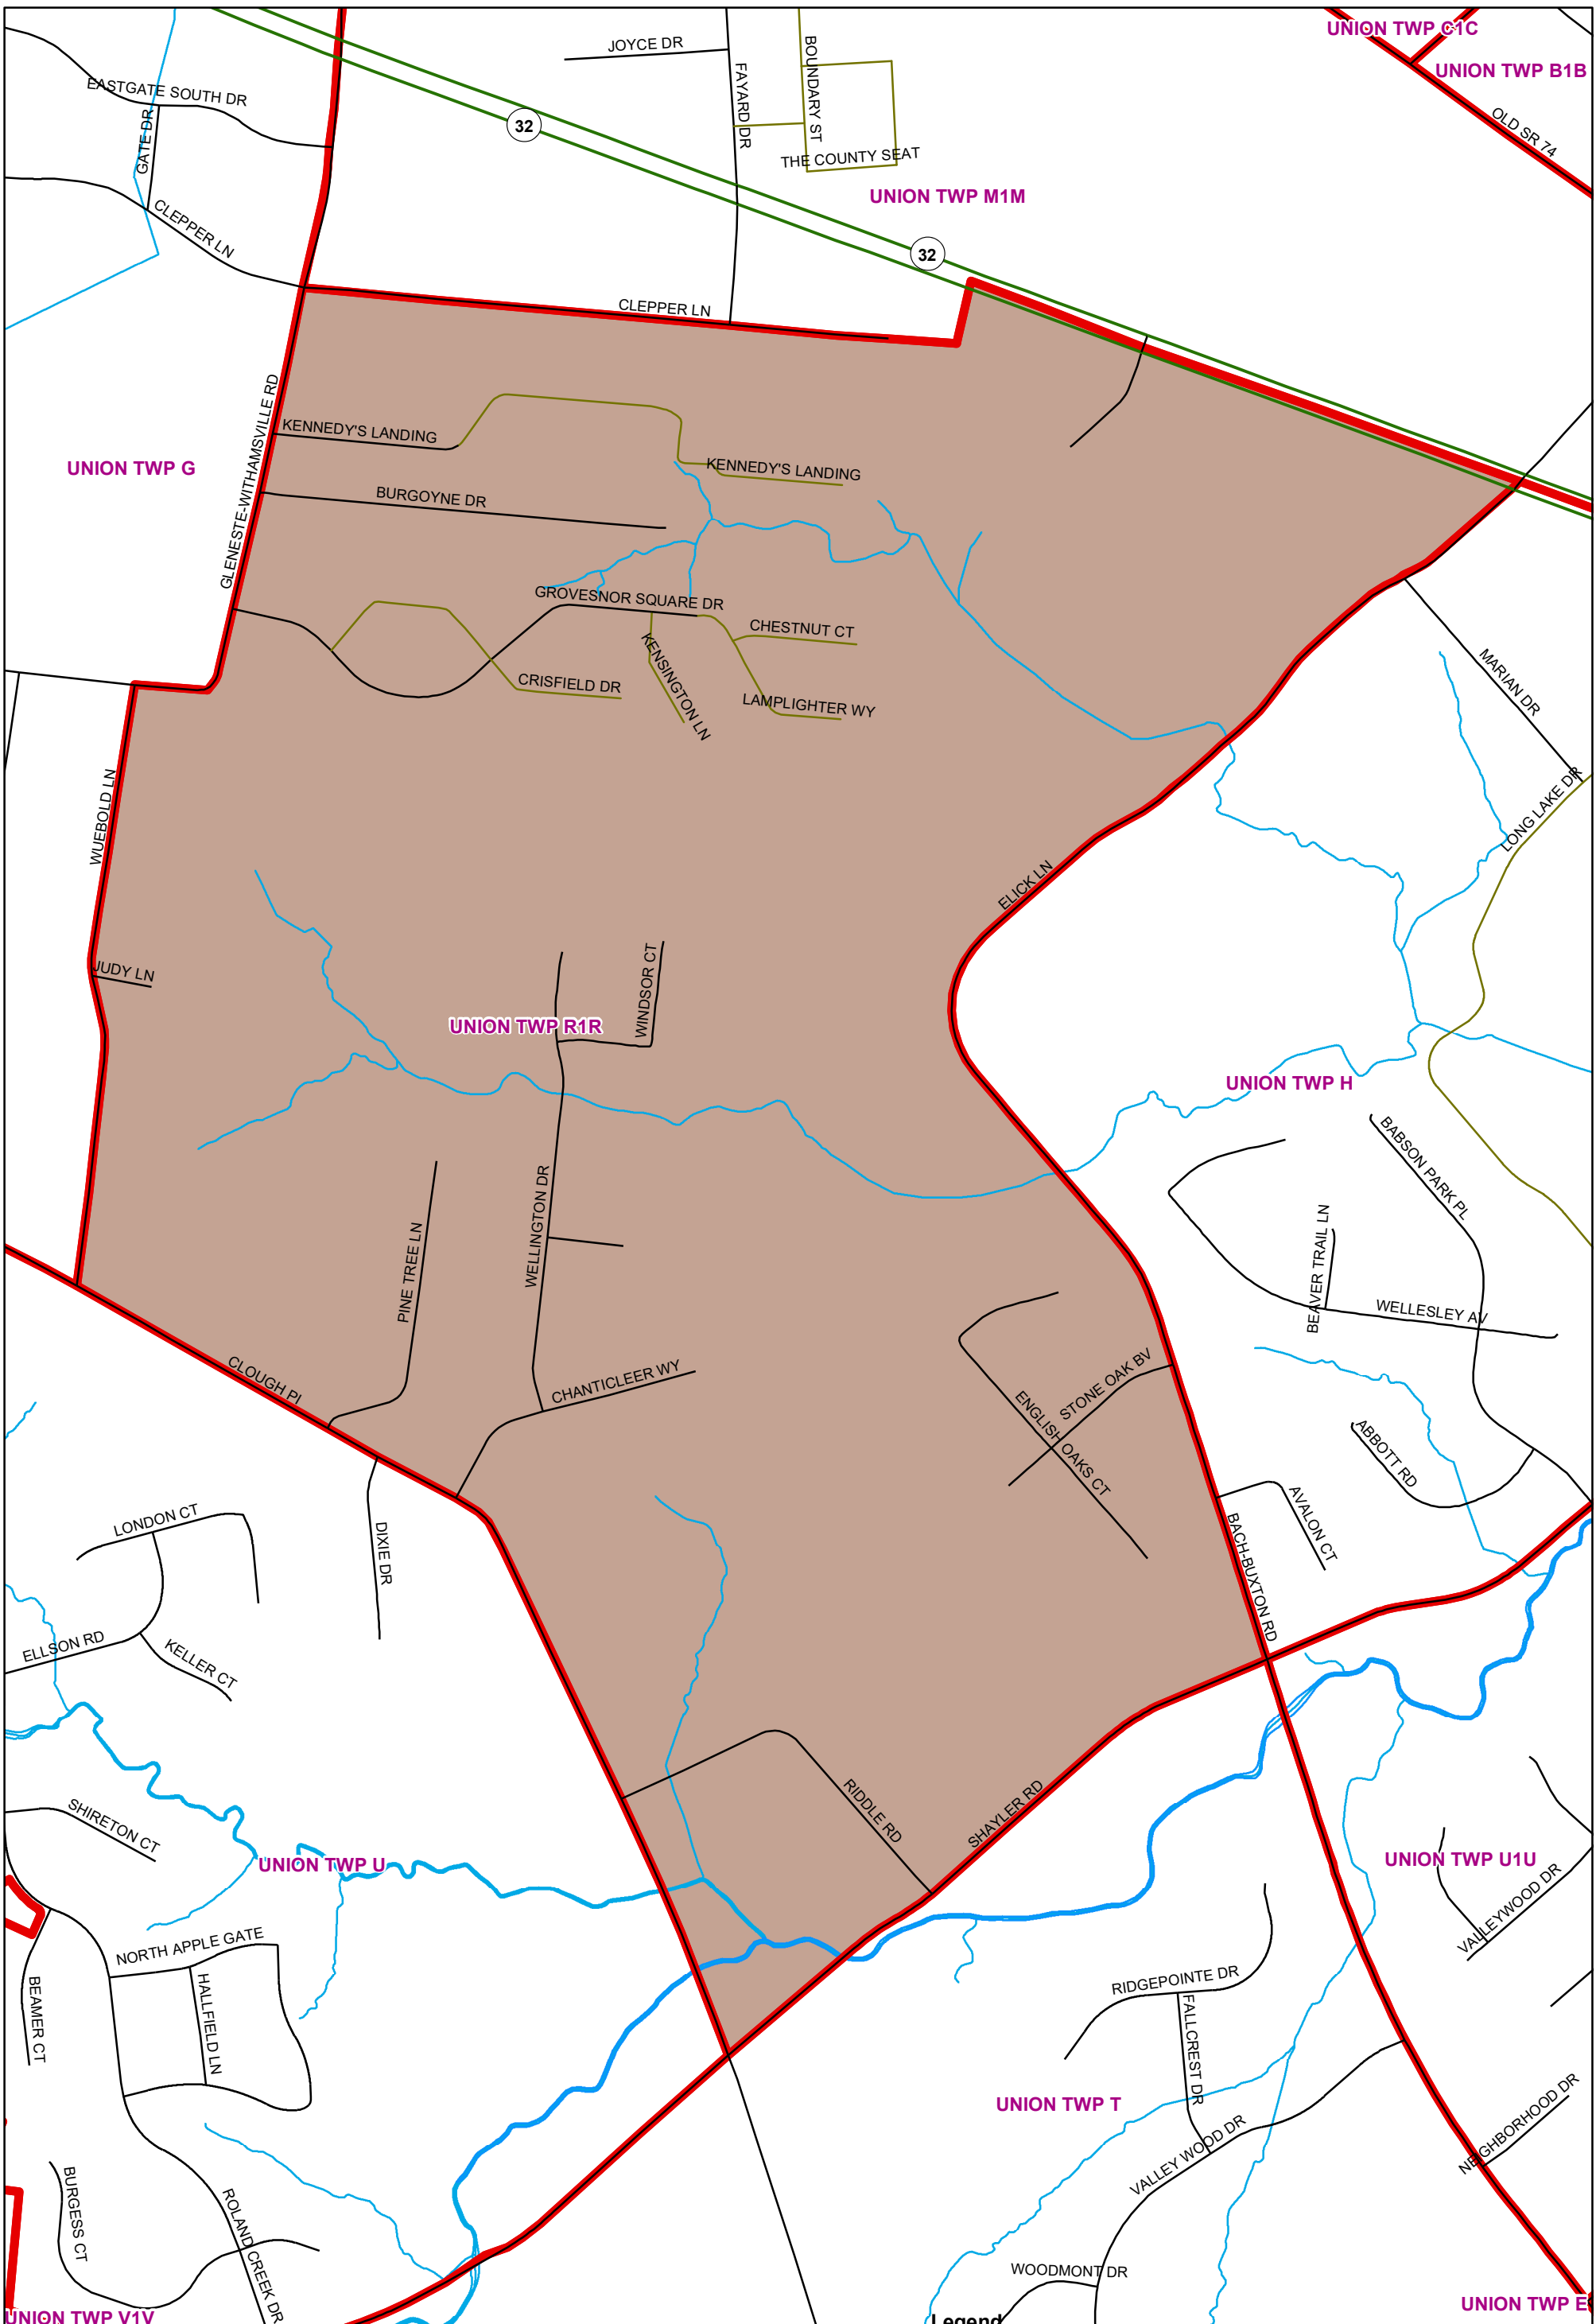 UNION TWP C1C
JOYCE DR
BOUNDARY ST
FAYARD DR
UNION TWP B1B
EASTGATE SOUTH DR
GATE DR
32
OLD SR 74
THE COUNTY SEAT
UNION TWP M1M
CLEPPER LN
32
CLEPPER LN
GLENESTE-WITHAMSVILLE RD
KENNEDY'S LANDING
UNION TWP G
KENNEDY'S LANDING
BURGOYNE DR
GROVESNOR SQUARE DR
CHESTNUT CT
KENSINGTON LN
CRISFIELD DR
LAMPLIGHTER WY
MARIAN DR
LONG LAKE DR
WUEBOLD LN
ELICK LN
JUDY LN
WINDSOR CT
UNION TWP R1R
UNION TWP H
BABSON PARK PL
WELLINGTON DR
PINE TREE LN
BEAVER TRAIL LN
WELLESLEY AV
CLOUGH PI
CHANTICLEER WY
STONE OAK BV
ENGLISH OAKS CT
ABBOTT RD
AVALON CT
LONDON CT
DIXIE DR
BACH-BUXTON RD
ELLSON RD
KELLER CT
RIDDLE RD
SHAYLER RD
SHIRETON CT
UNION TWP U
UNION TWP U1U
VALLEYWOOD DR
NORTH APPLE GATE
BEAMER CT
HALLFIELD LN
RIDGEPOINTE DR
FALLCREST DR
UNION TWP T
NEIGHBORHOOD DR
VALLEY WOOD DR
BURGESS CT
ROLAND CREEK DR
WOODMONT DR
UNION TWP E
UNION TWP V1V
Legend